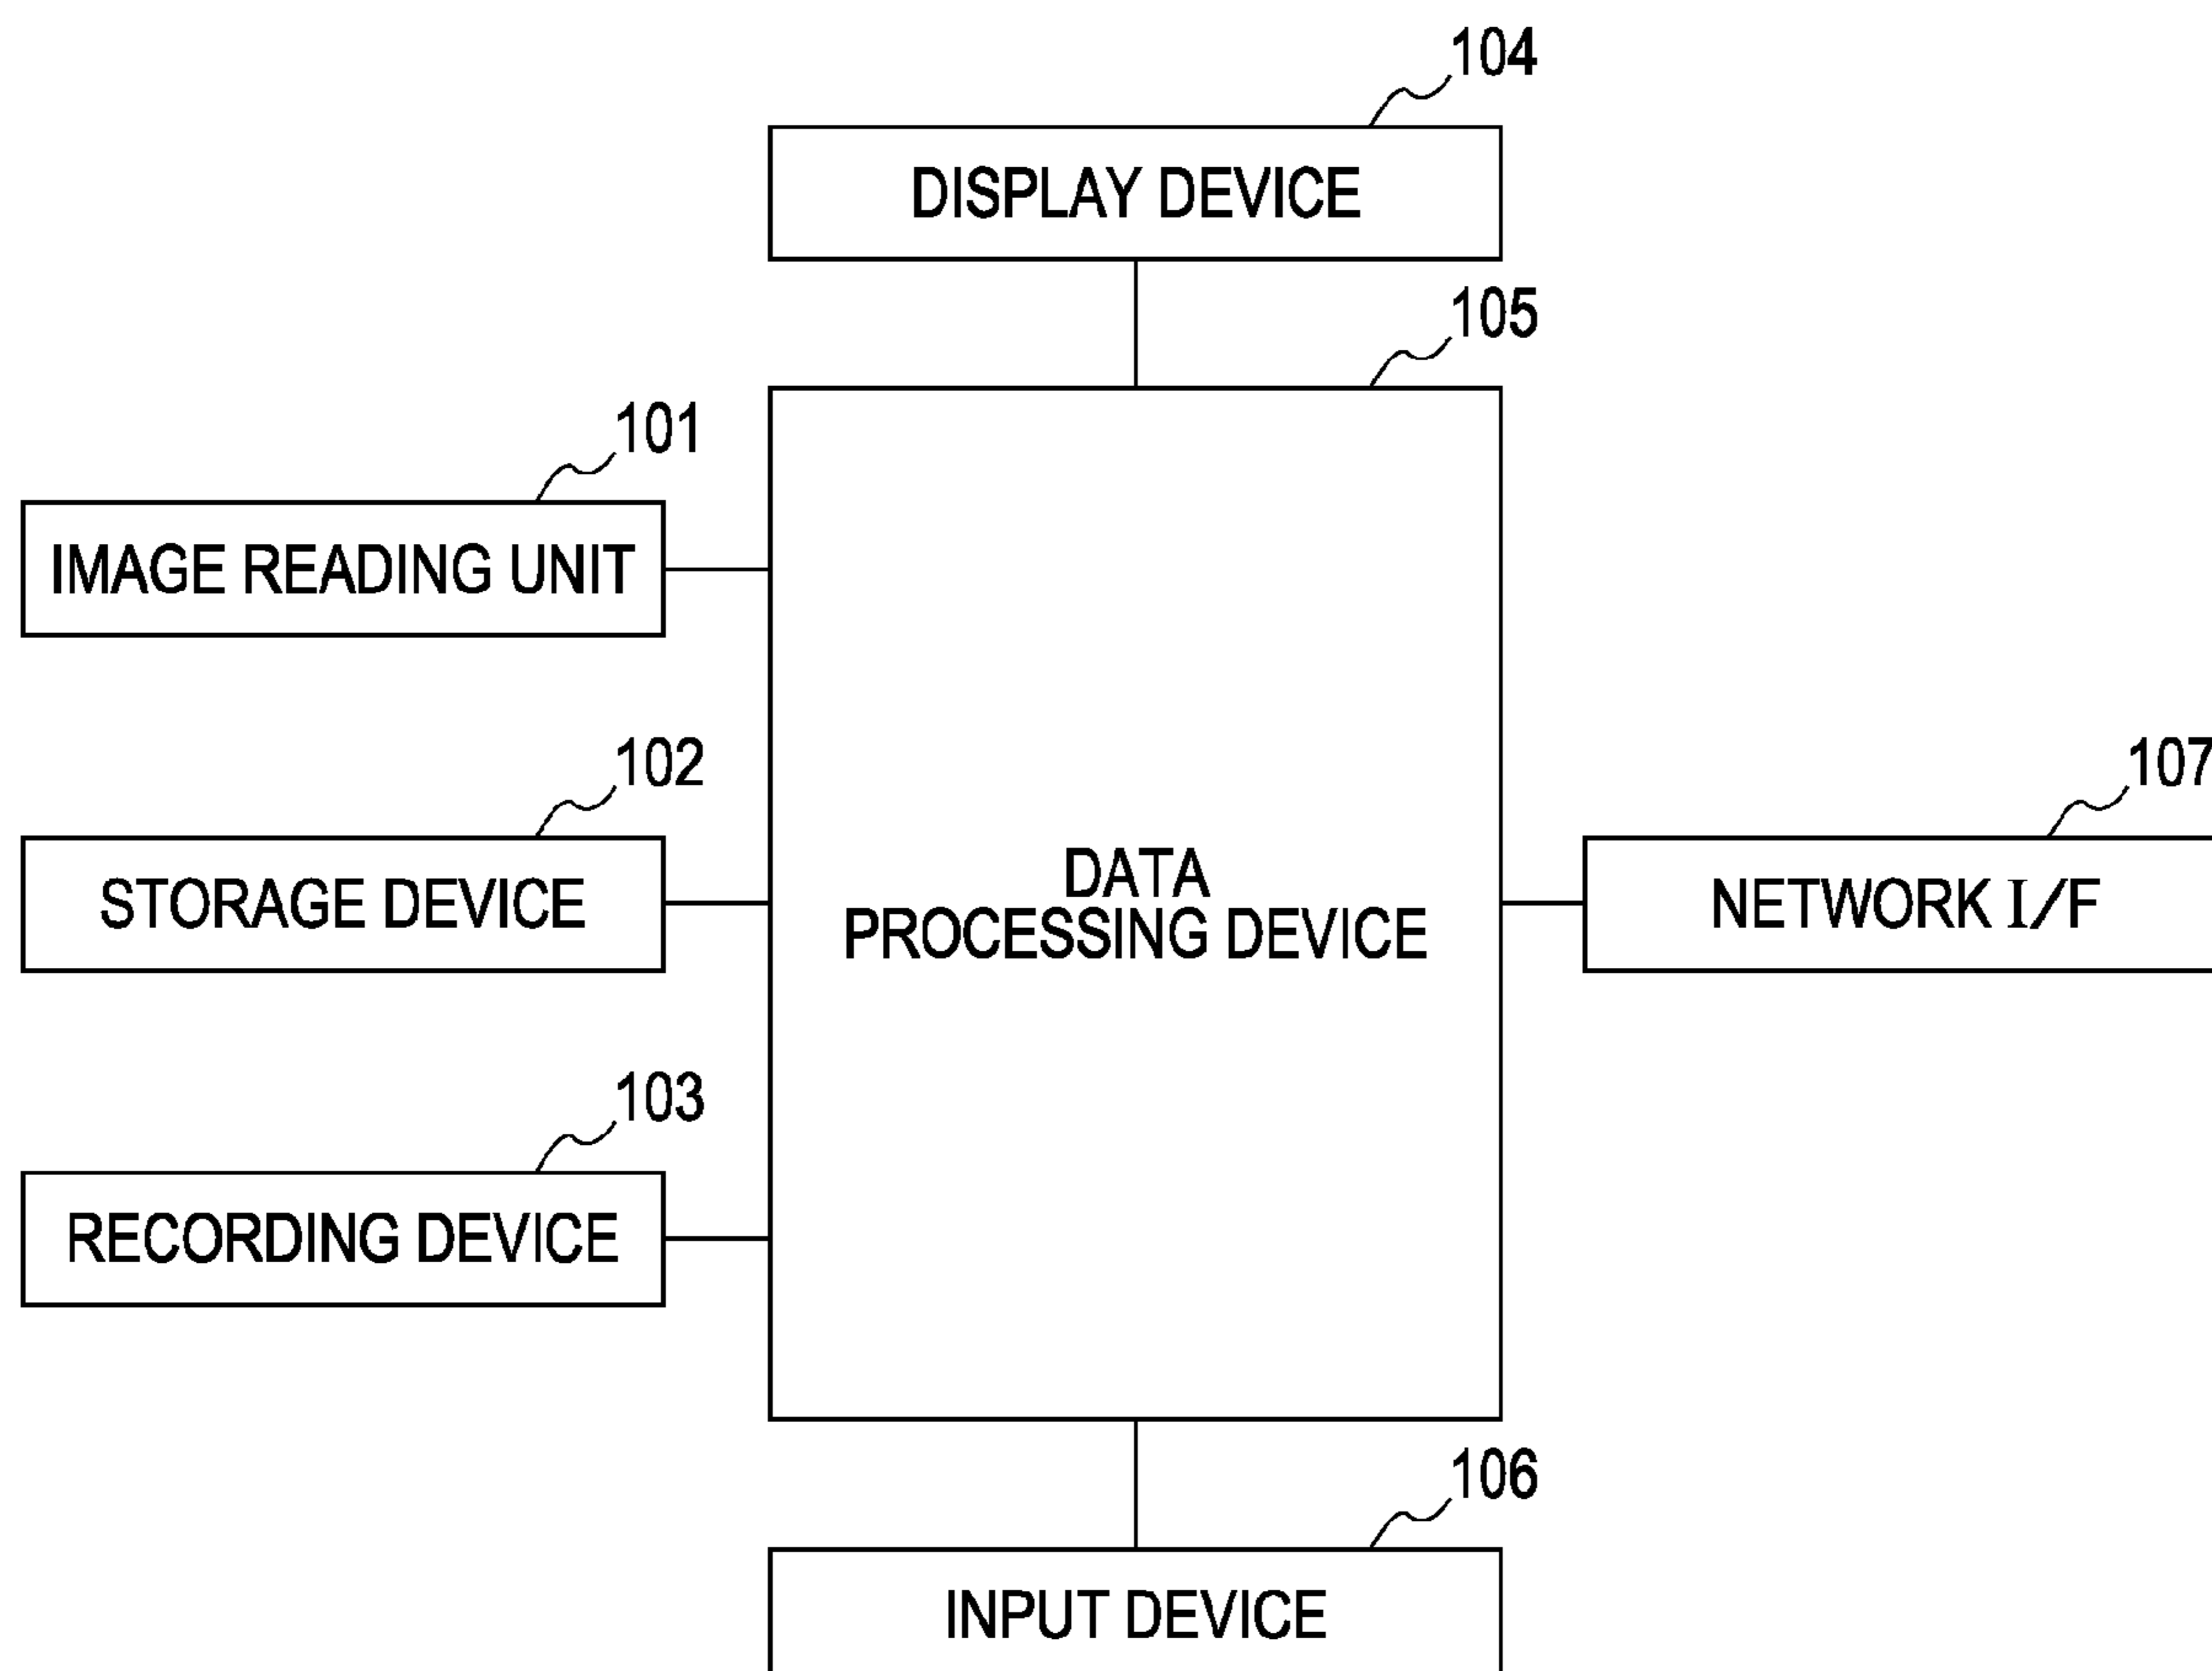 104
DISPLAY DEVICE
105
101
IMAGE READING UNIT
102
STORAGE DEVICE
103
RECORDING DEVICE
DATA
PROCESSING DEVICE
107
NETWORK I/F
106
INPUT DEVICE